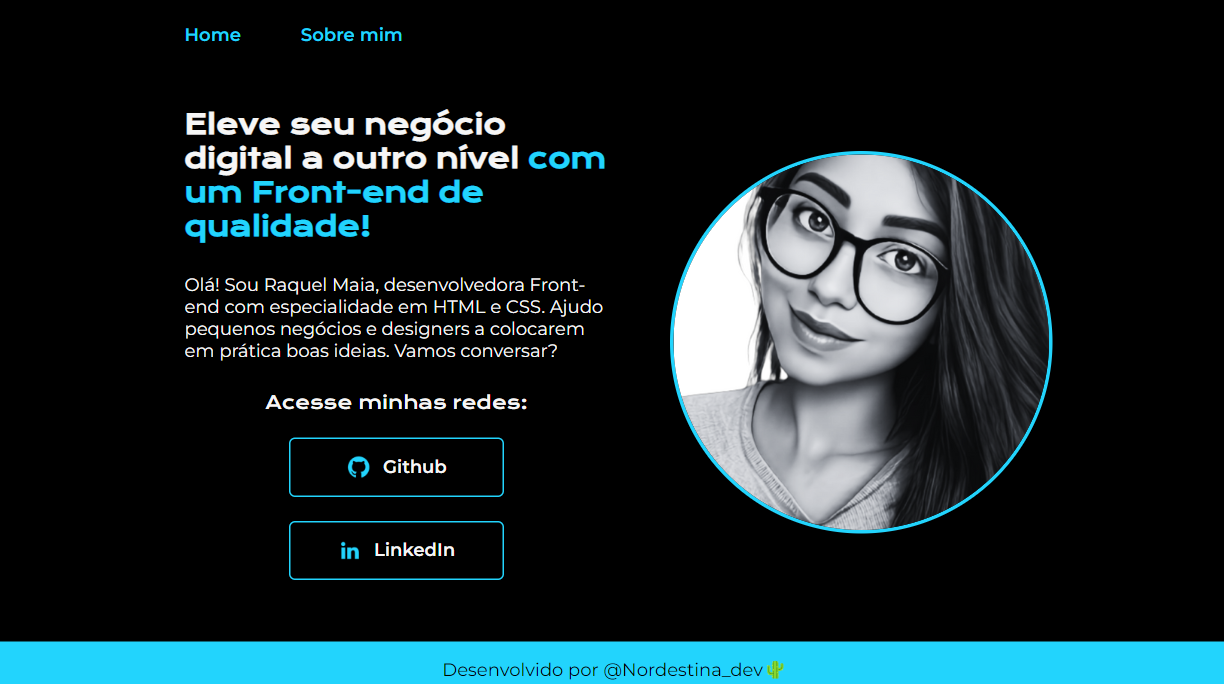 Home Sobre mim
Eleve seu negócio
digital a outro nível com
um Front-end de
qualidade!
Olá! Sou Raquel Maia, desenvolvedora Front-
end com especialidade em HTML e CSS. Ajudo
pequenos negócios e designers a colocarem
em prática boas ideias. Vamos conversar?
Acesse minhas redes:
Github
in LinkedIn
Desenvolvido por @Nordestina_dev🌵